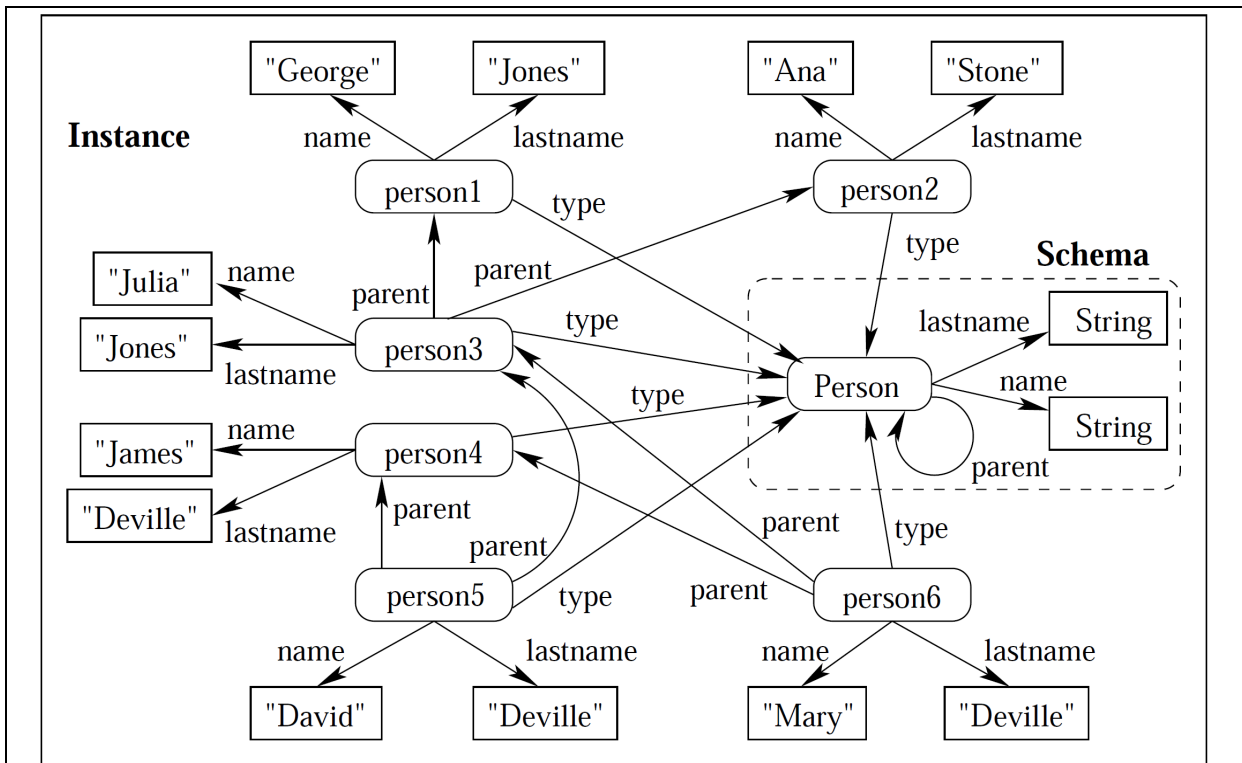 "George"
"Jones"
"Ana"
"Stone"
Instance
name
lastname
name
lastname
person1
person2
type
type
Schema
"Julia"
name
parent
parent
lastname
String
"Jones"
person3
type
Person
name
lastname
type
String
"James"
name
person4
parent
"Deville"
lastname
parent
parent
parent
type
parent
person5
type
person6
name
lastname
name
lastname
"David"
"Deville"
"Mary"
"Deville"